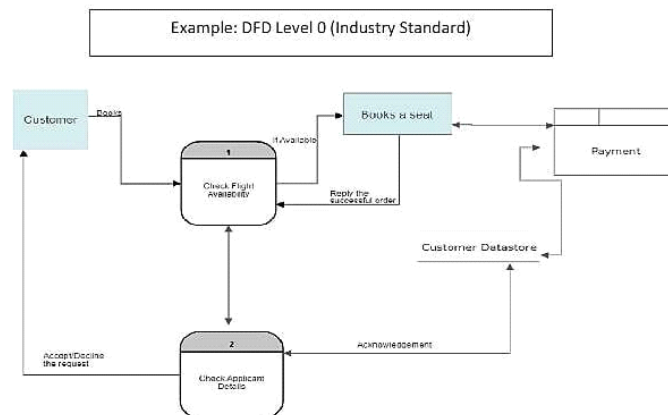 Example: DFD Level 0 (Industry Standard)
Customer
Books
Books a seat
If Available
1
Check Flight
Availability
Payment
Reply the
successful order
Customer Datastore
2
Check Applicant
Details
Accept/Decline
the request
Acknowledgement